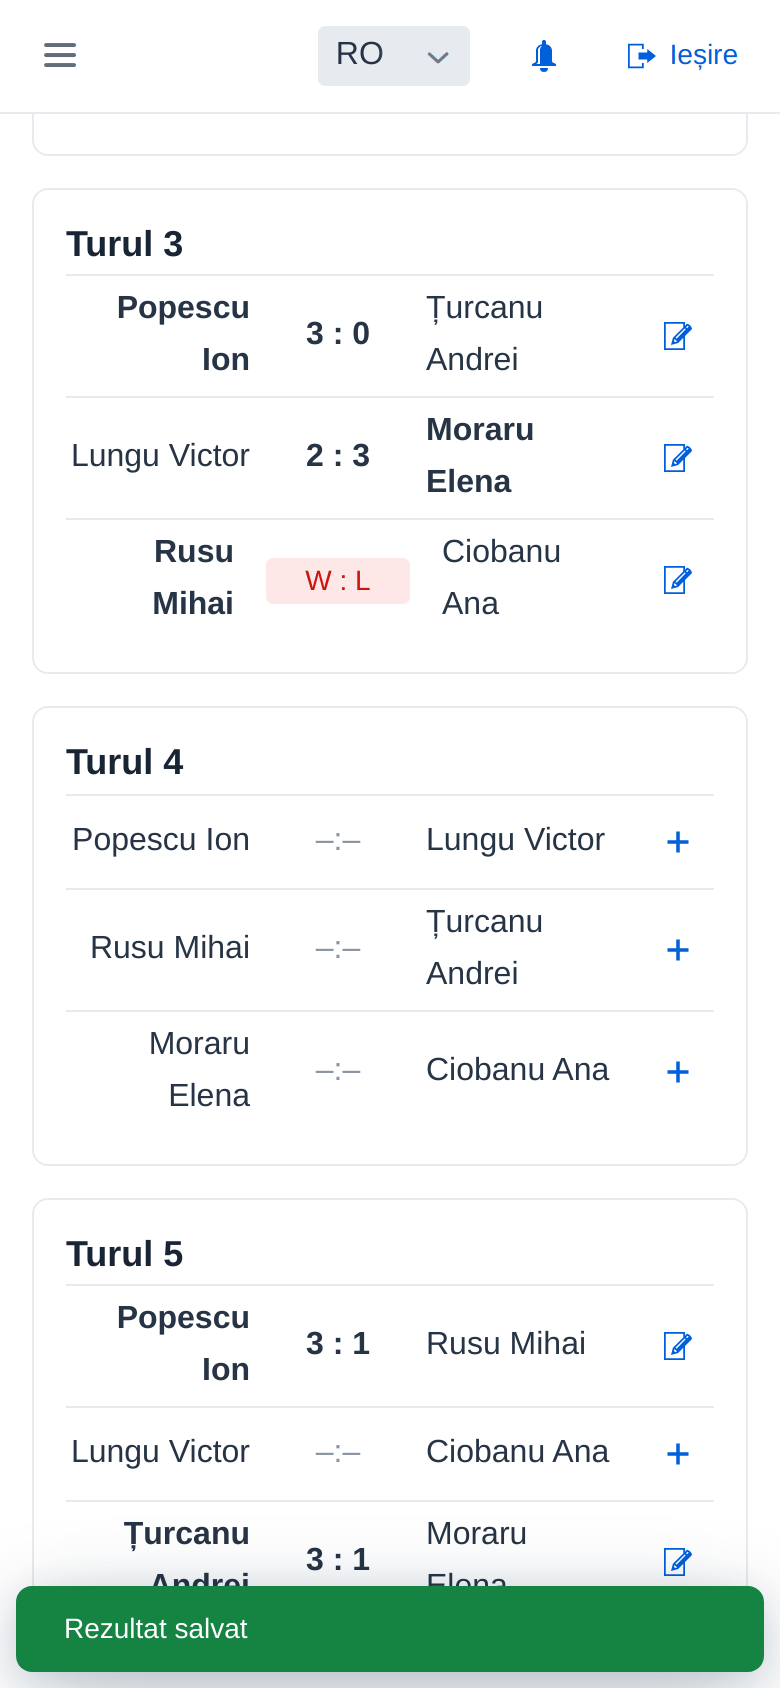 RO
Ieșire
Turul 3
Popescu Ion 3 : 0 Țurcanu Andrei
Lungu Victor 2 : 3 Moraru Elena
Rusu Mihai W : L Ciobanu Ana
Turul 4
Popescu Ion –:– Lungu Victor
Rusu Mihai –:– Țurcanu Andrei
Moraru Elena –:– Ciobanu Ana
Turul 5
Popescu Ion 3 : 1 Rusu Mihai
Lungu Victor –:– Ciobanu Ana
Țurcanu Andrei 3 : 1 Moraru Elena
Rezultat salvat